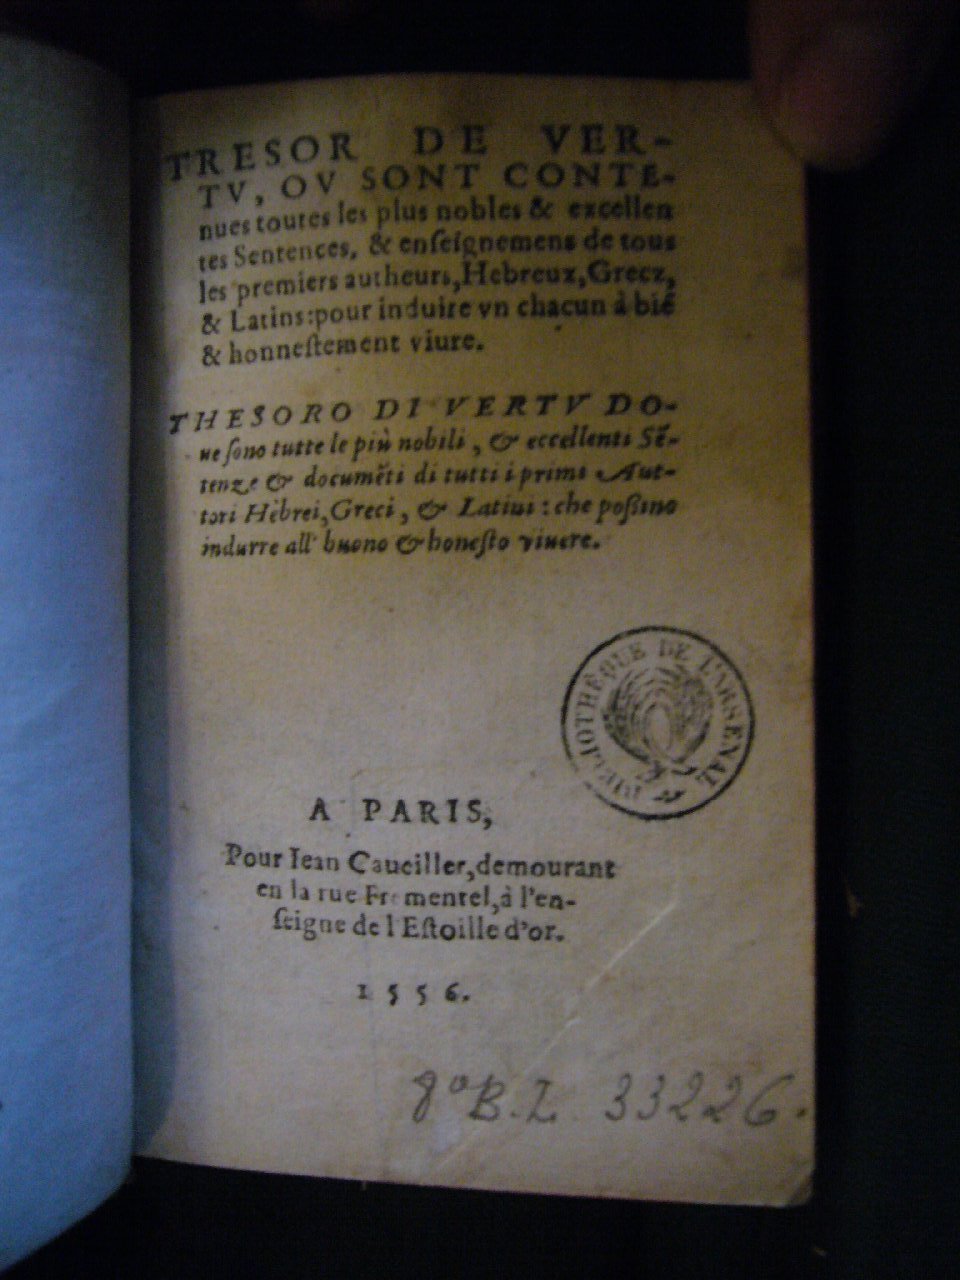 TRESOR DE VER-
TV, OV SONT CONTE-
nues toutes les plus nobles & excellen
tes Sentences, & enſeignemens de tous
les premiers autheurs, Hebreux, Grecz,
& Latins: pour induire vn chacun à biẽ
& honneſtement viure.
THESORO DI VERTV DO-
ue ſono tutte le più nobili, & eccellenti Sẽ-
tenze & documẽti di tutti i primi Aut-
tori Hebrei, Greci, & Latini: che poſſino
indurre all' buono & honeſto viuere.
BIBLIOTHÈQUE DE L'ARSENAL
A PARIS,
Pour Iean Caueiller, demourant
en la rue Frementel, à l'en-
ſeigne de l'Eſtoille d'or.
1556.
8º B.L. 33226.